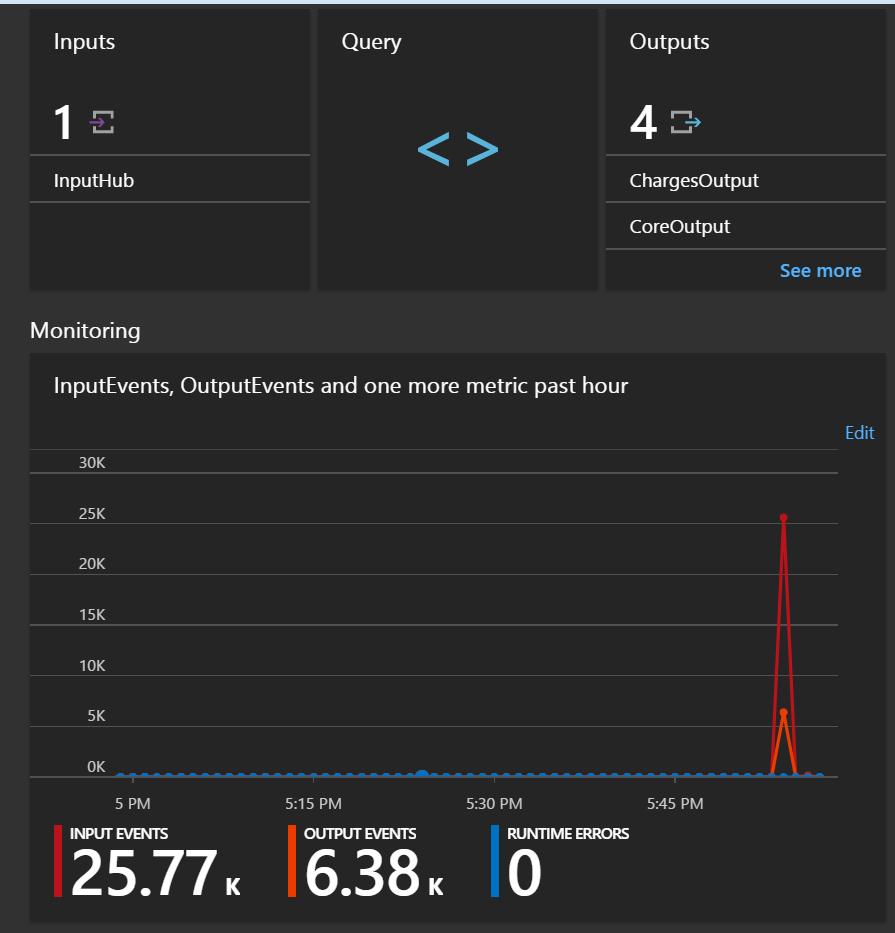 Inputs
Query
Outputs
1
4
InputHub
ChargesOutput
CoreOutput
See more
Monitoring
InputEvents, OutputEvents and one more metric past hour
Edit
30K
25K
20K
15K
10K
5K
0K
5 PM
5:15 PM
5:30 PM
5:45 PM
INPUT EVENTS
25.77 K
OUTPUT EVENTS
6.38 K
RUNTIME ERRORS
0